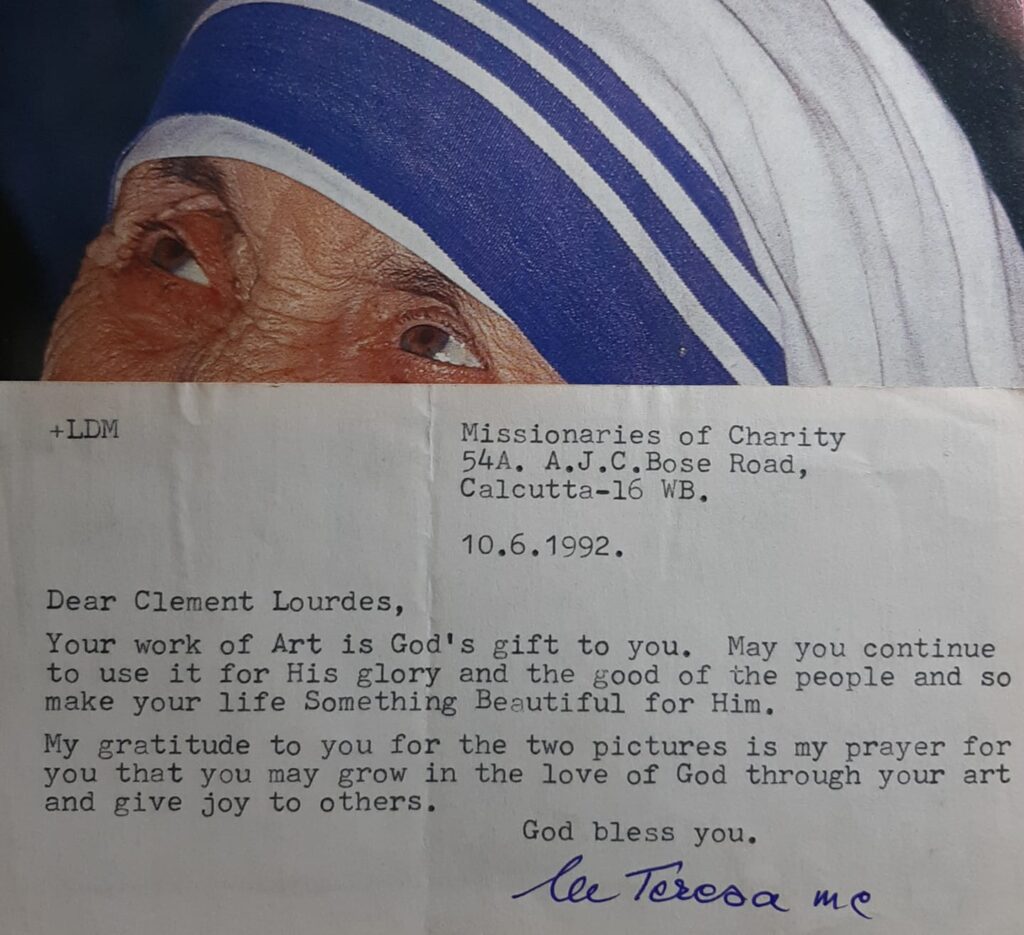 +LDM
Missionaries of Charity
54A. A.J.C.Bose Road,
Calcutta-16 WB.
10.6.1992.
Dear Clement Lourdes,
Your work of Art is God's gift to you. May you continue
to use it for His glory and the good of the people and so
make your life Something Beautiful for Him.
My gratitude to you for the two pictures is my prayer for
you that you may grow in the love of God through your art
and give joy to others.
God bless you.
Teresa mc